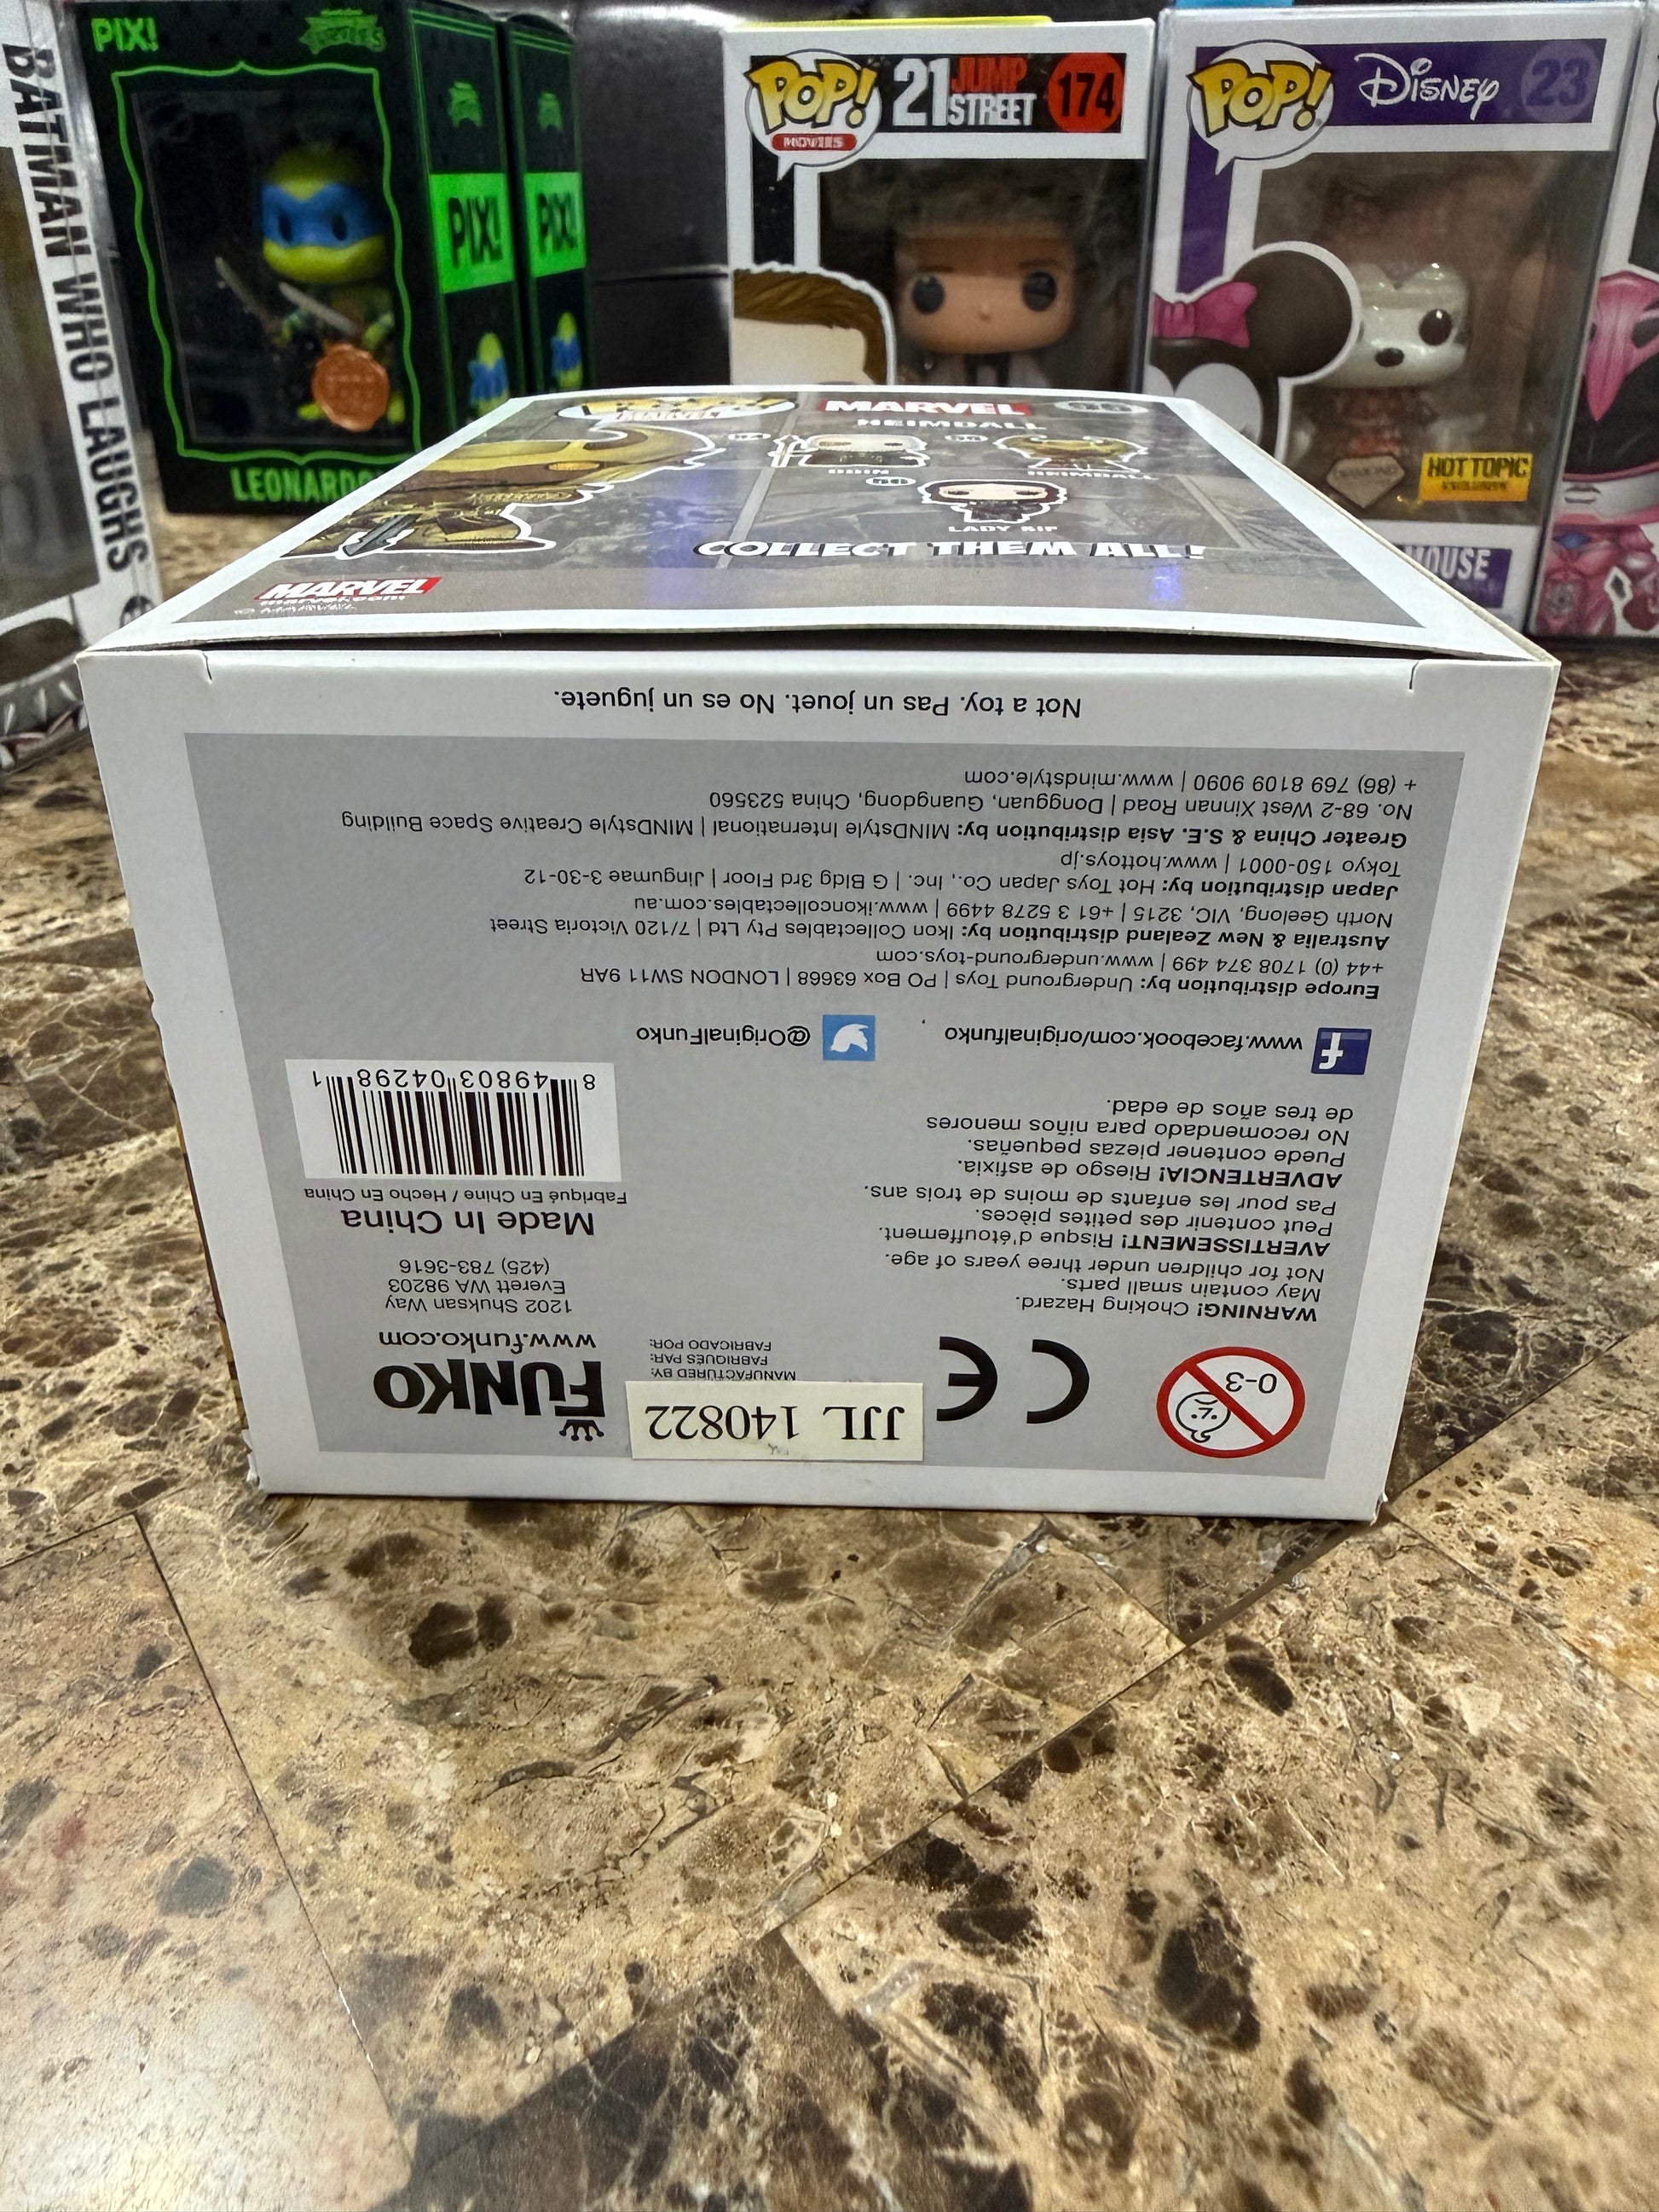 BATMAN WHO LAUGHS
PIX!
PIX!
PIX!
LEONARDO
POP!
MOVIES
21 JUMP
STREET
174
POP!
Disney
23
HOT TOPIC
EXCLUSIVE
DIAMOND
MOUSE
MARVEL
HEIMDALL
ODIN
HEIMDALL
LADY SIF
COLLECT THEM ALL!
MARVEL
marvel.com
JJL 140822
FUNKO
www.funko.com
1202 Shuksan Way
Everett WA 98203
(425) 783-3616
Made In China
Fabriqué En Chine / Hecho En China
8 49803 04298 1
MANUFACTURED BY:
FABRIQUÉS PAR:
FABRICADO POR:
CE
0-3
WARNING! Choking Hazard.
May contain small parts.
Not for children under three years of age.
AVERTISSEMENT! Risque d'étouffement.
Peut contenir des petites pièces.
Pas pour les enfants de moins de trois ans.
ADVERTENCIA! Riesgo de asfixia.
Puede contener piezas pequeñas.
No recomendado para niños menores
de tres años de edad.
www.facebook.com/originalfunko
@OriginalFunko
Europe distribution by: Underground Toys | PO Box 63668 | LONDON SW11 9AR
+44 (0) 1708 374 499 | www.underground-toys.com
Australia & New Zealand distribution by: Ikon Collectables Pty Ltd | 7/120 Victoria Street
North Geelong, VIC, 3215 | +61 3 5278 4499 | www.ikoncollectables.com.au
Japan distribution by: Hot Toys Japan Co., Inc. | G Bldg 3rd Floor | Jingumae 3-30-12
Tokyo 150-0001 | www.hottoys.jp
Greater China & S.E. Asia distribution by: MINDstyle International | MINDstyle Creative Space Building
No. 68-2 West Xinnan Road | Dongguan, Guangdong, China 523560
+ (86) 769 8109 9090 | www.mindstyle.com
Not a toy. Pas un jouet. No es un juguete.